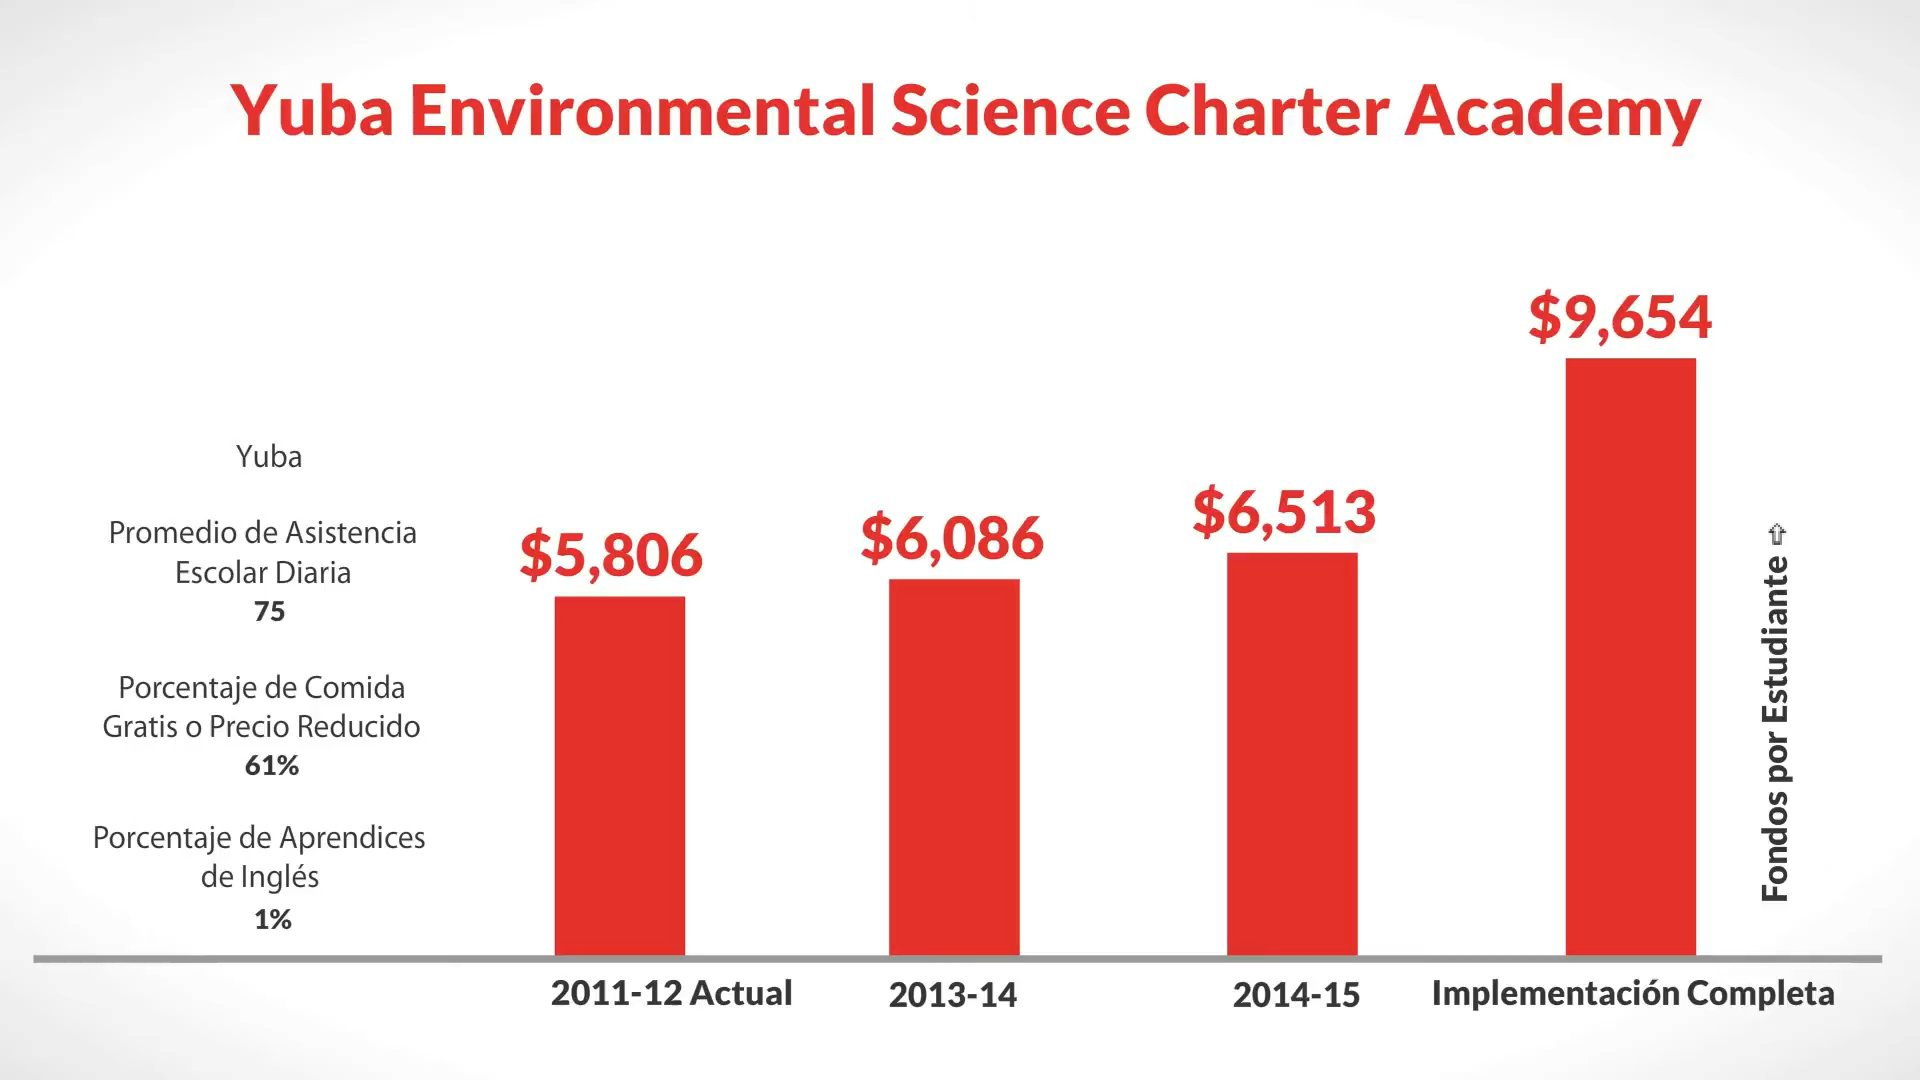 Yuba Environmental Science Charter Academy
Yuba
Promedio de Asistencia
Escolar Diaria
75
Porcentaje de Comida
Gratis o Precio Reducido
61%
Porcentaje de Aprendices
de Inglés
1%
$5,806
$6,086
$6,513
$9,654
2011-12 Actual
2013-14
2014-15
Implementación Completa
Fondos por Estudiante ⇧